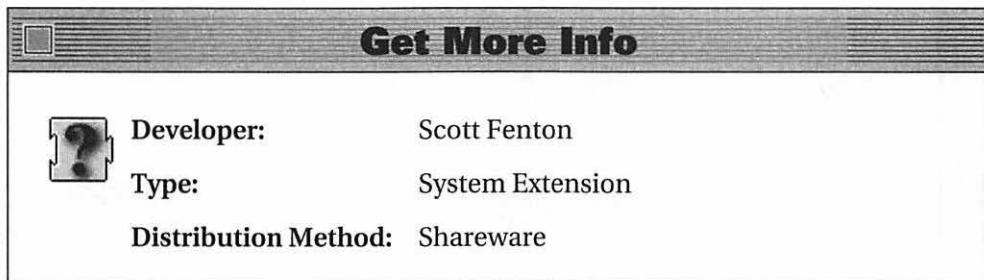 Get More Info
Developer: Scott Fenton
Type: System Extension
Distribution Method: Shareware